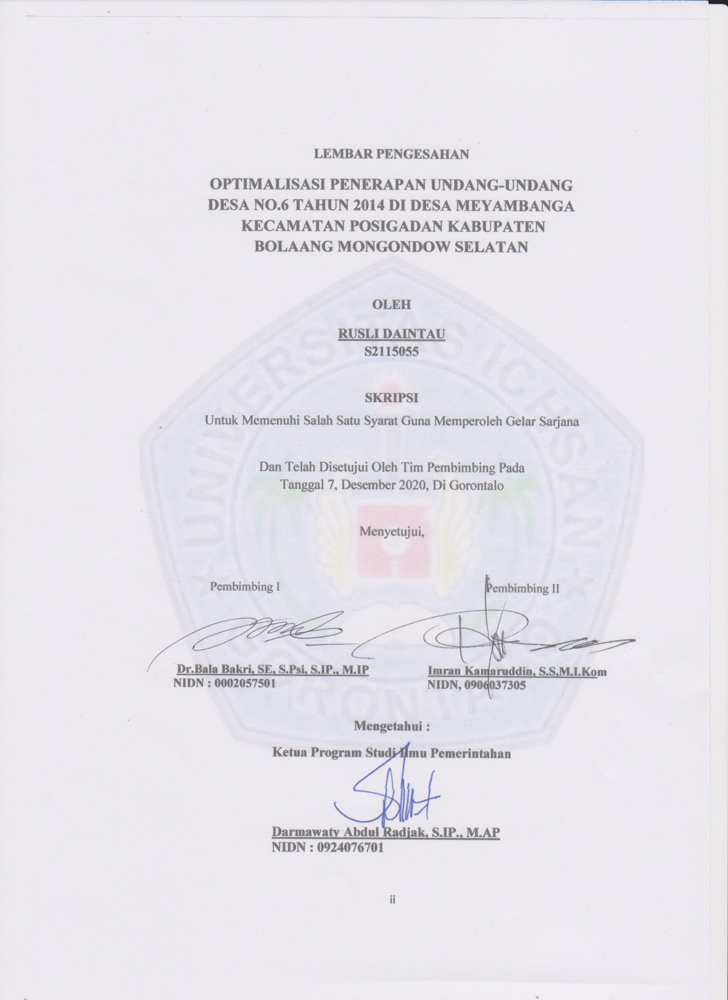 LEMBAR PENGESAHAN
OPTIMALISASI PENERAPAN UNDANG-UNDANG
DESA NO.6 TAHUN 2014 DI DESA MEYAMBANGA
KECAMATAN POSIGADAN KABUPATEN
BOLAANG MONGONDOW SELATAN
UNIVERSITAS ICHSAN
GORONTALO
OLEH
RUSLI DAINTAU
S2115055
SKRIPSI
Untuk Memenuhi Salah Satu Syarat Guna Memperoleh Gelar Sarjana
Dan Telah Disetujui Oleh Tim Pembimbing Pada
Tanggal 7, Desember 2020, Di Gorontalo
Menyetujui,
Pembimbing I
Pembimbing II
Dr.Bala Bakri, SE, S.Psi, S.IP., M.IP
NIDN : 0002057501
Imran Kamaruddin, S.S,M.I.Kom
NIDN, 0906037305
Mengetahui :
Ketua Program Studi Ilmu Pemerintahan
Darmawaty Abdul Radjak, S.IP., M.AP
NIDN : 0924076701
ii